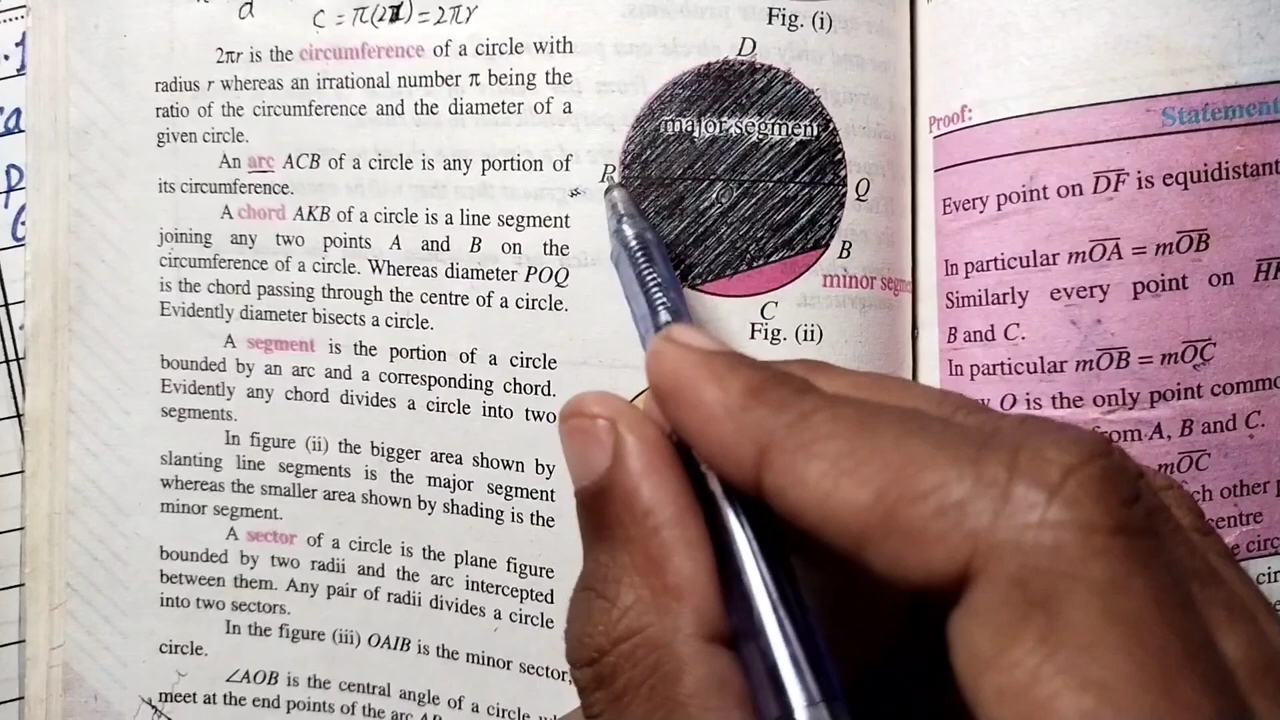 d
C = π(2r) = 2πr
2πr is the circumference of a circle with
radius r whereas an irrational number π being the
ratio of the circumference and the diameter of a
given circle.
An arc ACB of a circle is any portion of
its circumference.
A chord AKB of a circle is a line segment
joining any two points A and B on the
circumference of a circle. Whereas diameter POQ
is the chord passing through the centre of a circle.
Evidently diameter bisects a circle.
A segment is the portion of a circle
bounded by an arc and a corresponding chord.
Evidently any chord divides a circle into two
segments.
In figure (ii) the bigger area shown by
slanting line segments is the major segment
whereas the smaller area shown by shading is the
minor segment.
A sector of a circle is the plane figure
bounded by two radii and the arc intercepted
between them. Any pair of radii divides a circle
into two sectors.
In the figure (iii) OAIB is the minor sector,
circle.
∠AOB is the central angle of a circle
meet at the end points of the arc
Fig. (i)
D
major segment
P
O
Q
B
minor segm
C
Fig. (ii)
Proof:
Statement
Every point on DF is equidistant
In particular mOA = mOB
Similarly every point on
B and C.
In particular mOB = mOC
O is the only point commo
from A, B and C.
mOC
ch other
centre
e circ
cir